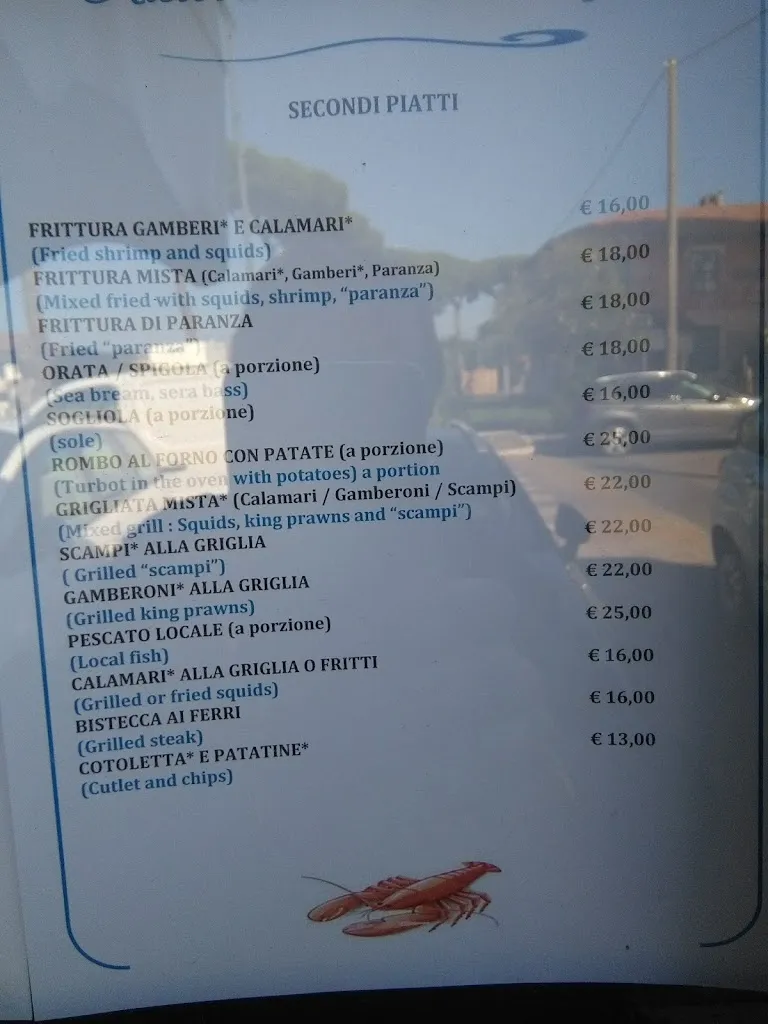 SECONDI PIATTI
FRITTURA GAMBERI* E CALAMARI* € 16,00
(Fried shrimp and squids)
FRITTURA MISTA (Calamari*, Gamberi*, Paranza) € 18,00
(Mixed fried with squids, shrimp, “paranza”)
FRITTURA DI PARANZA € 18,00
(Fried “paranza”)
ORATA / SPIGOLA (a porzione) € 18,00
(Sea bream, sera bass)
SOGLIOLA (a porzione) € 16,00
(sole)
ROMBO AL FORNO CON PATATE (a porzione) € 25,00
(Turbot in the oven with potatoes) a portion
GRIGLIATA MISTA* (Calamari / Gamberoni / Scampi) € 22,00
(Mixed grill : Squids, king prawns and “scampi”)
SCAMPI* ALLA GRIGLIA € 22,00
( Grilled “scampi”)
GAMBERONI* ALLA GRIGLIA € 22,00
(Grilled king prawns)
PESCATO LOCALE (a porzione) € 25,00
(Local fish)
CALAMARI* ALLA GRIGLIA O FRITTI € 16,00
(Grilled or fried squids)
BISTECCA AI FERRI € 16,00
(Grilled steak)
COTOLETTA* E PATATINE* € 13,00
(Cutlet and chips)